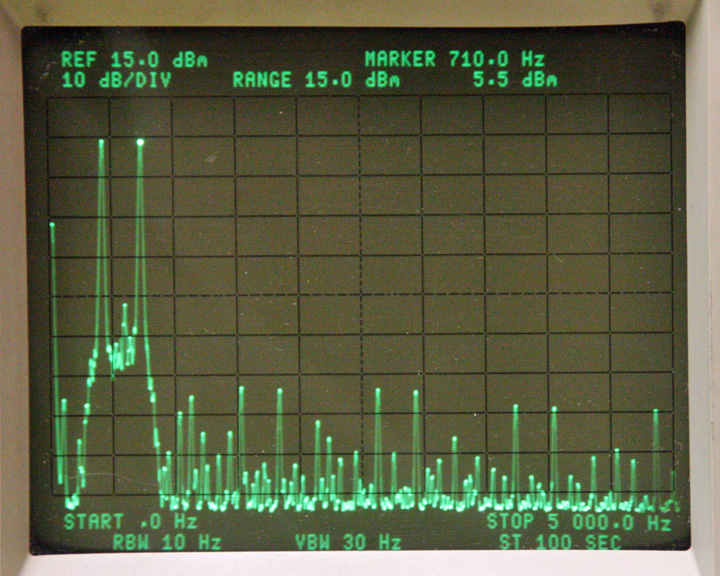 REF 15.0 dBm MARKER 710.0 Hz
10 dB/DIV RANGE 15.0 dBm 5.5 dBm
START .0 Hz STOP 5 000.0 Hz
RBW 10 Hz VBW 30 Hz ST 100 SEC